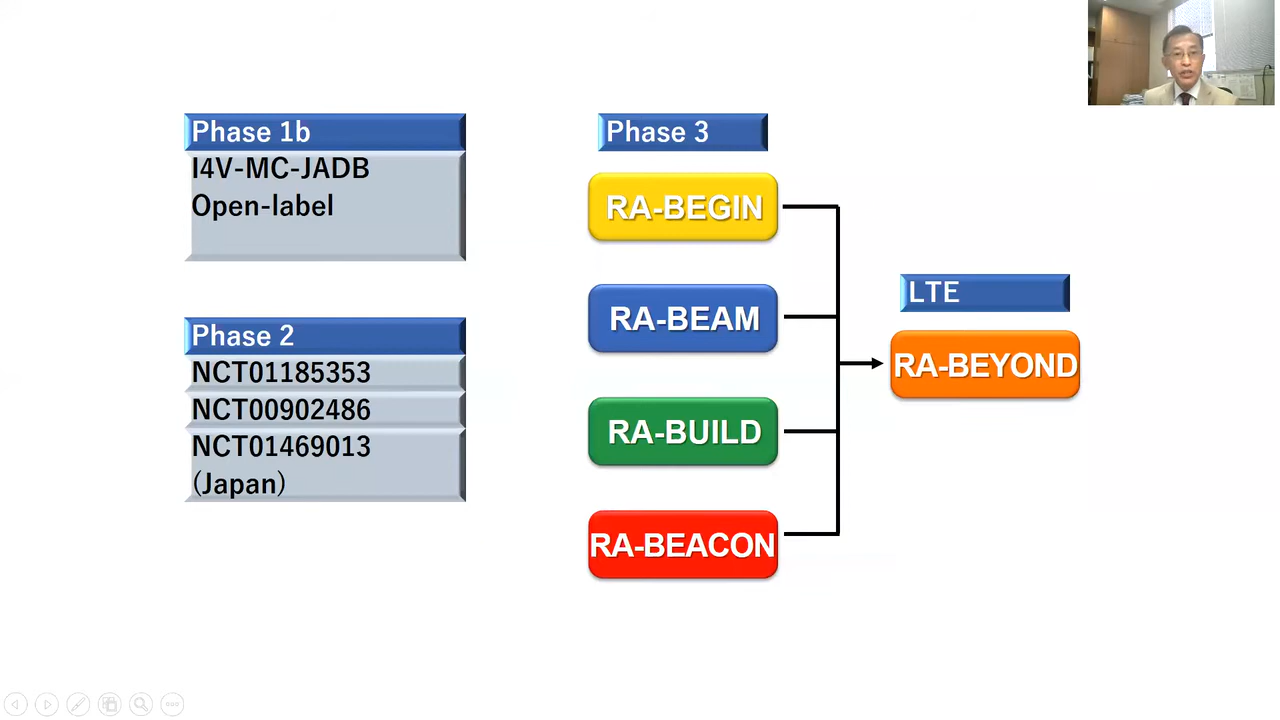 Phase 1b
I4V-MC-JADB
Open-label
Phase 2
NCT01185353
NCT00902486
NCT01469013
(Japan)
Phase 3
RA-BEGIN
RA-BEAM
RA-BUILD
RA-BEACON
LTE
RA-BEYOND